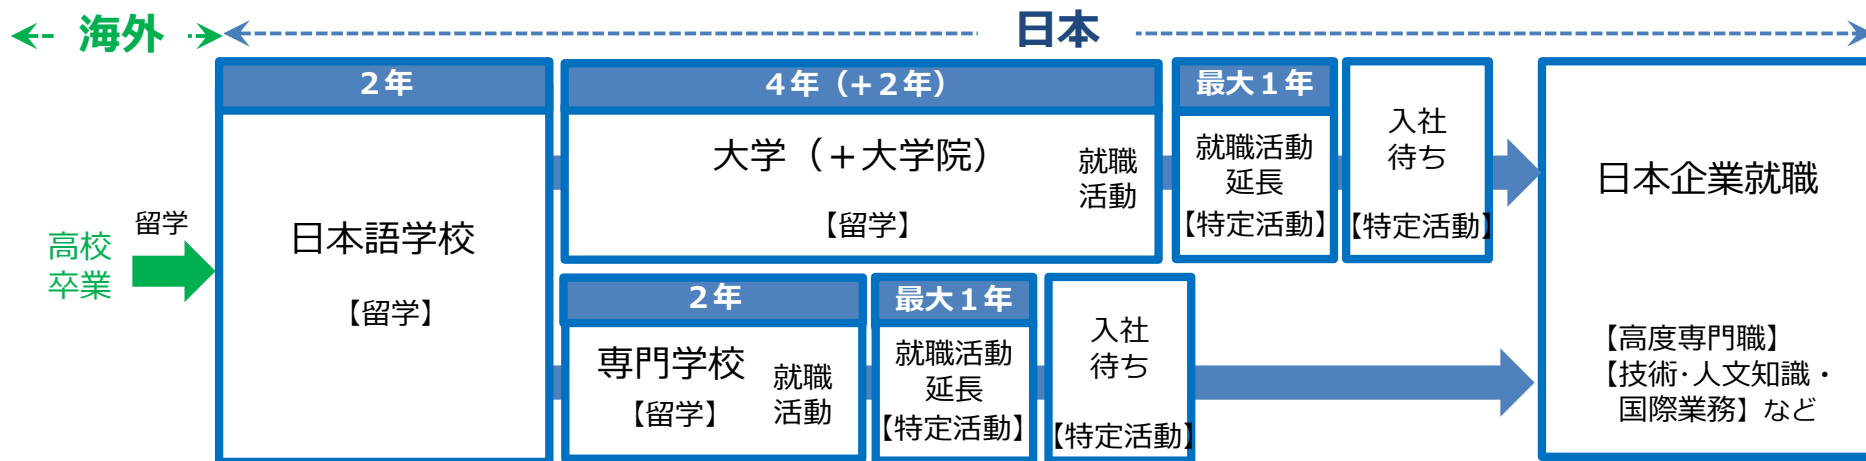 海外
日本
２年
４年（+２年）
最大１年
入社
待ち
【特定活動】
大学（＋大学院）
【留学】
就職
活動
就職活動
延長
【特定活動】
高校
卒業
留学
日本語学校
【留学】
２年
最大１年
専門学校
【留学】
就職
活動
就職活動
延長
【特定活動】
入社
待ち
【特定活動】
日本企業就職
【高度専門職】
【技術･人文知識・
国際業務】など